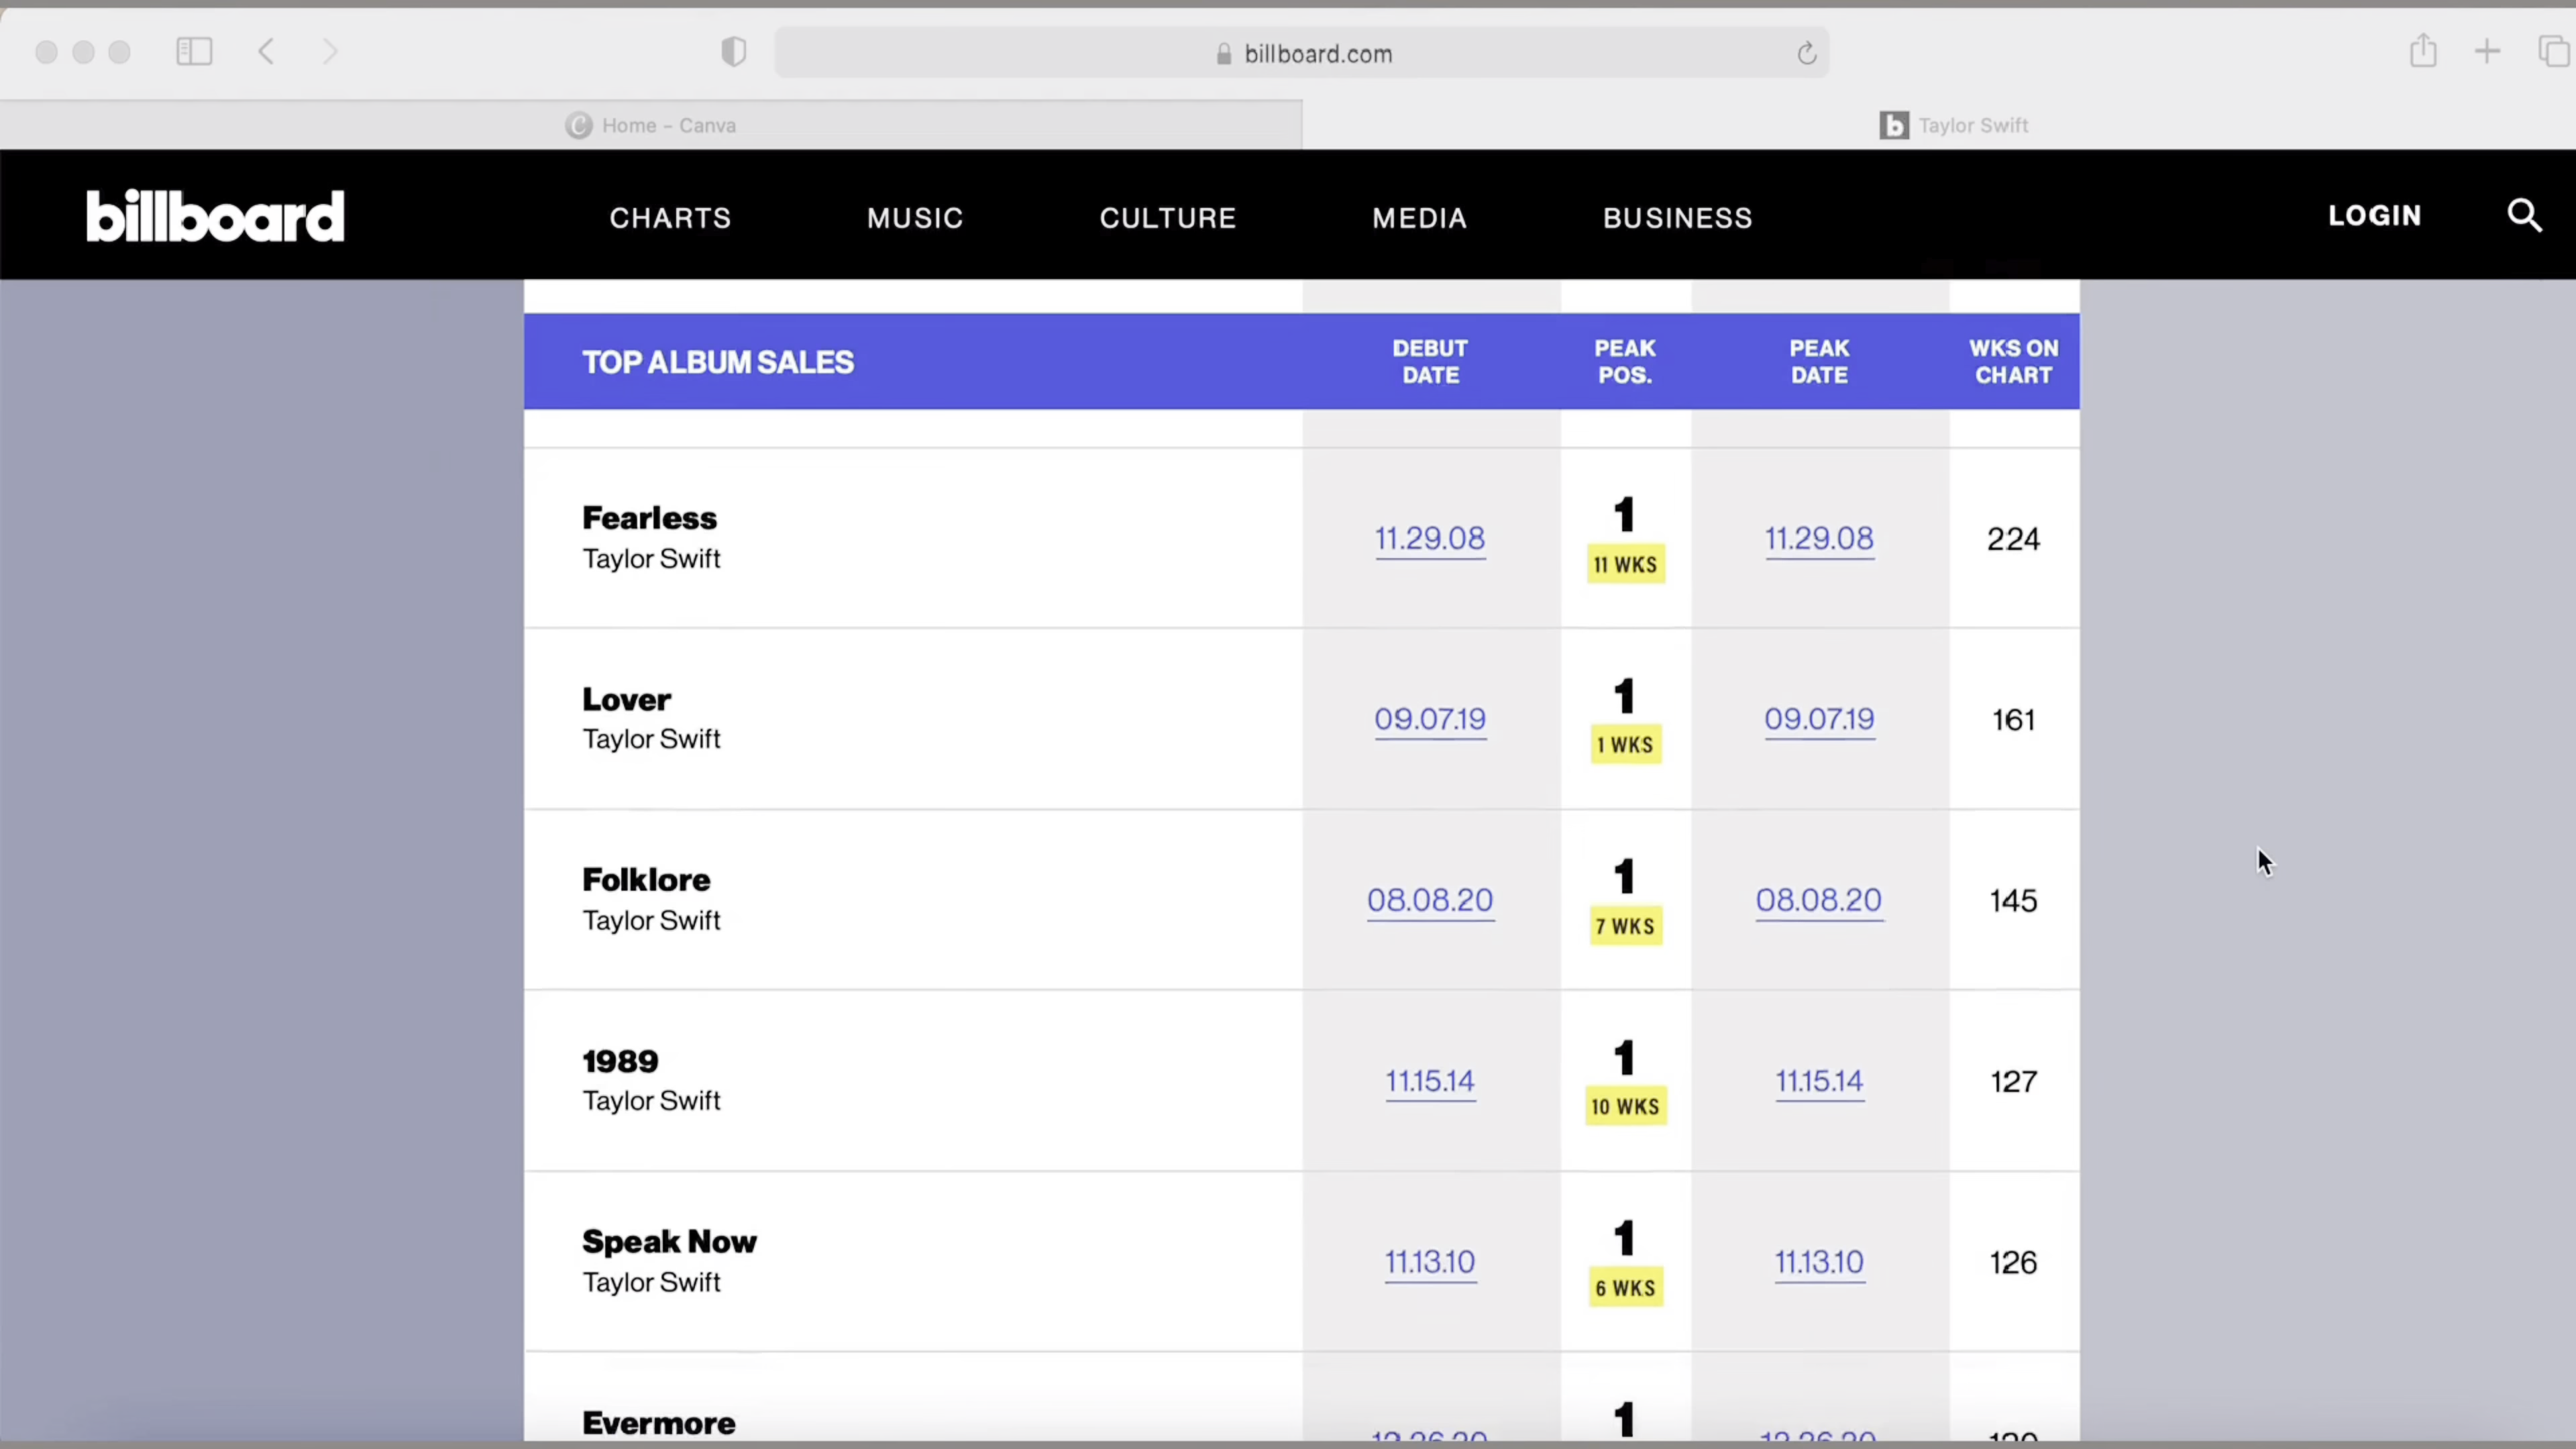 billboard.com
Home – Canva
Taylor Swift
billboard
CHARTS
MUSIC
CULTURE
MEDIA
BUSINESS
LOGIN
TOP ALBUM SALES
DEBUT DATE
PEAK POS.
PEAK DATE
WKS ON CHART
Fearless
Taylor Swift
11.29.08
1
11 WKS
11.29.08
224
Lover
Taylor Swift
09.07.19
1
1 WKS
09.07.19
161
Folklore
Taylor Swift
08.08.20
1
7 WKS
08.08.20
145
1989
Taylor Swift
11.15.14
1
10 WKS
11.15.14
127
Speak Now
Taylor Swift
11.13.10
1
6 WKS
11.13.10
126
Evermore
1